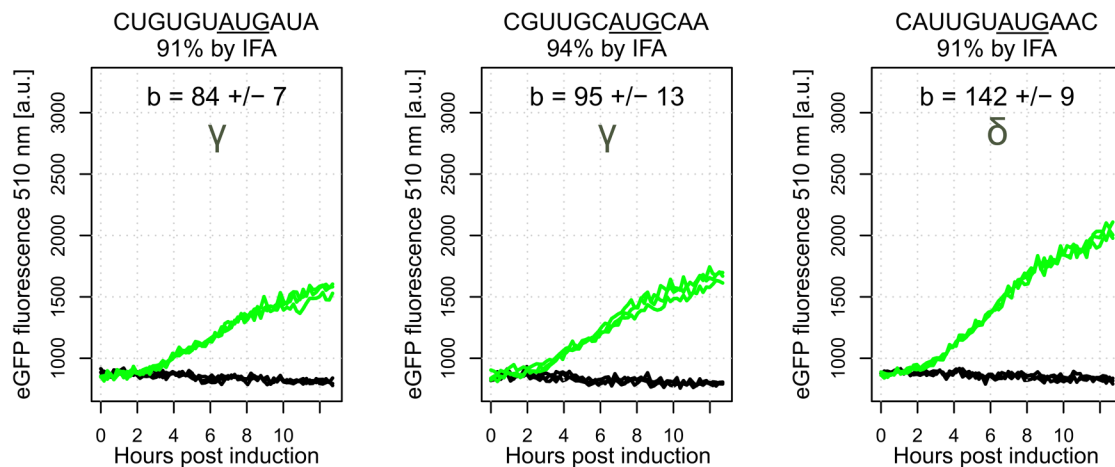 CUGUGUAUGAUA
91% by IFA
b = 84 +/− 7
γ
eGFP fluorescence 510 nm [a.u.]
3000
2500
2000
1500
1000
0 2 4 6 8 10
Hours post induction
CGUUGCAUGCAA
94% by IFA
b = 95 +/− 13
γ
eGFP fluorescence 510 nm [a.u.]
3000
2500
2000
1500
1000
0 2 4 6 8 10
Hours post induction
CAUUGUAUGAAC
91% by IFA
b = 142 +/− 9
δ
eGFP fluorescence 510 nm [a.u.]
3000
2500
2000
1500
1000
0 2 4 6 8 10
Hours post induction